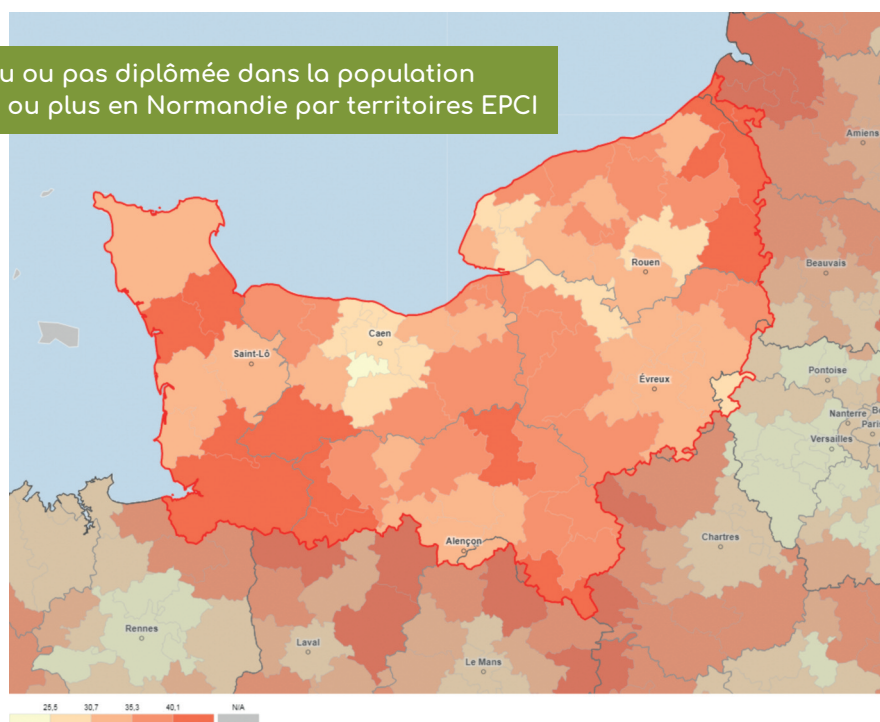 u ou pas diplômée dans la population
ou plus en Normandie par territoires EPCI
Amiens
Rouen
Beauvais
Caen
Saint-Lô
Évreux
Pontoise
Nanterre
Versailles
Alençon
Chartres
Rennes
Laval
Le Mans
25,6 30,7 35,3 40,1 N/A